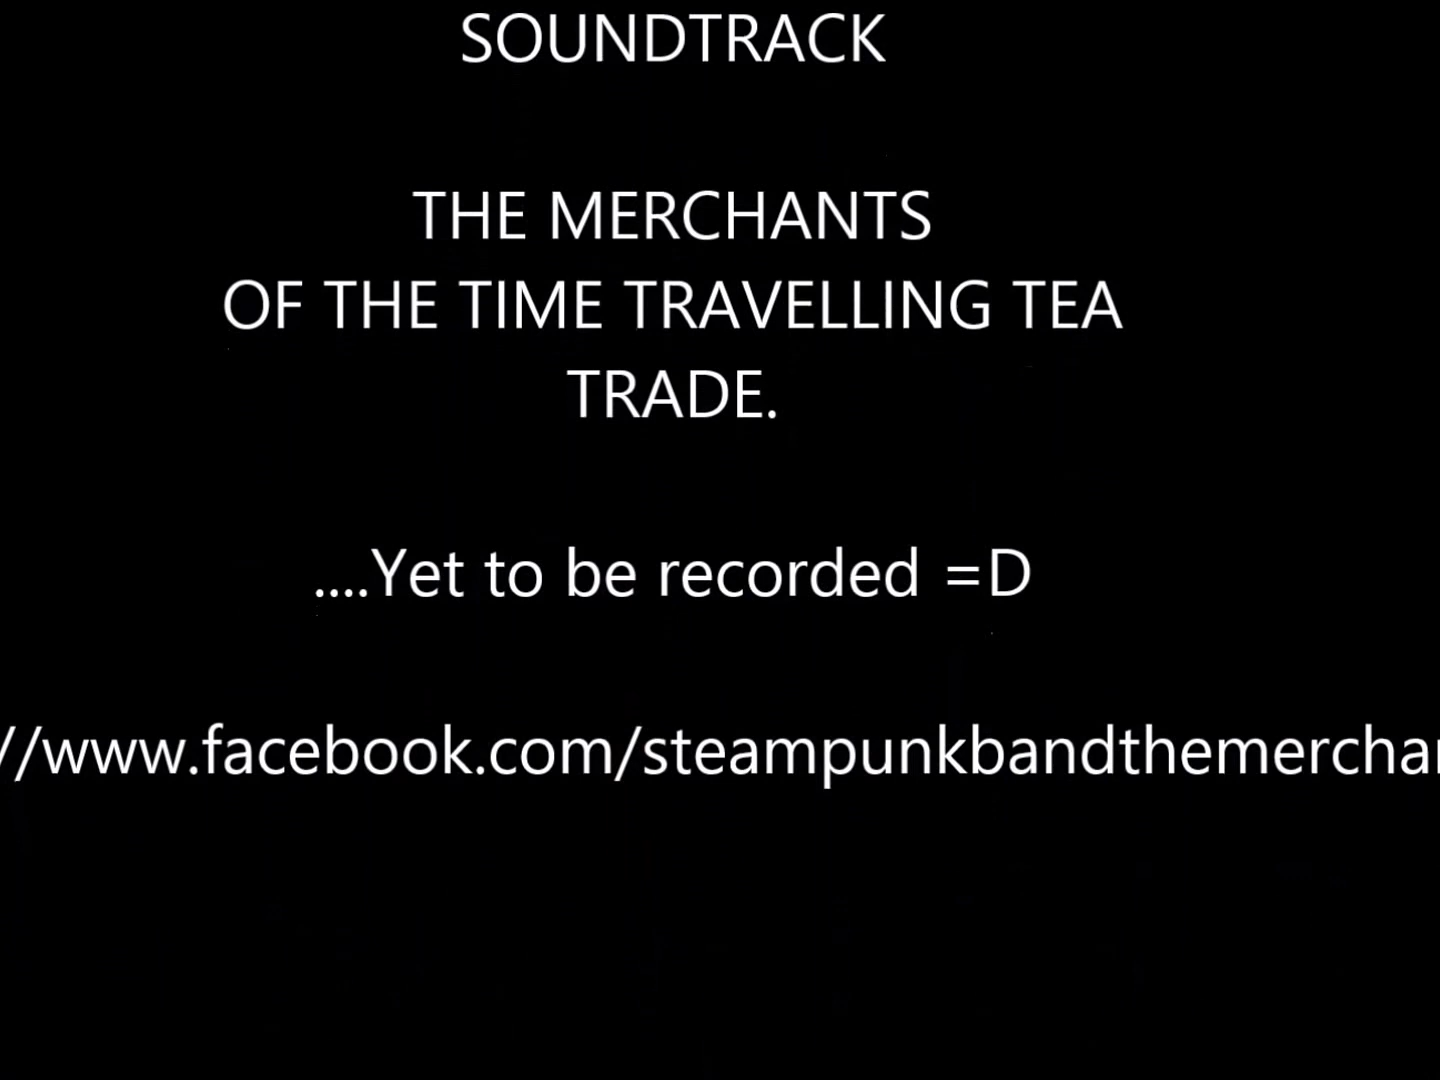 SOUNDTRACK
THE MERCHANTS
OF THE TIME TRAVELLING TEA
TRADE.
....Yet to be recorded =D
//www.facebook.com/steampunkbandthemercha